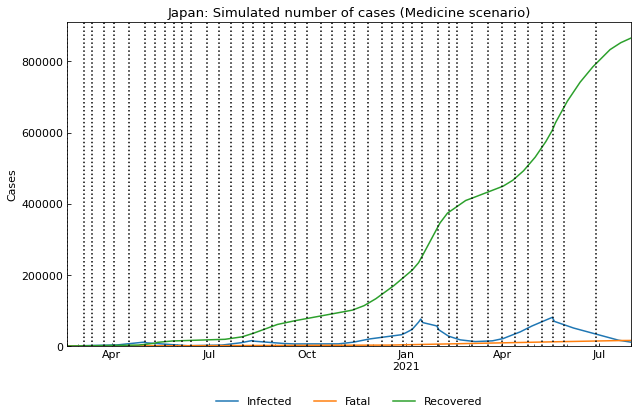 Japan: Simulated number of cases (Medicine scenario)
800000
600000
400000
200000
0
Cases
Apr Jul Oct Jan Apr Jul
2021
Infected Fatal Recovered